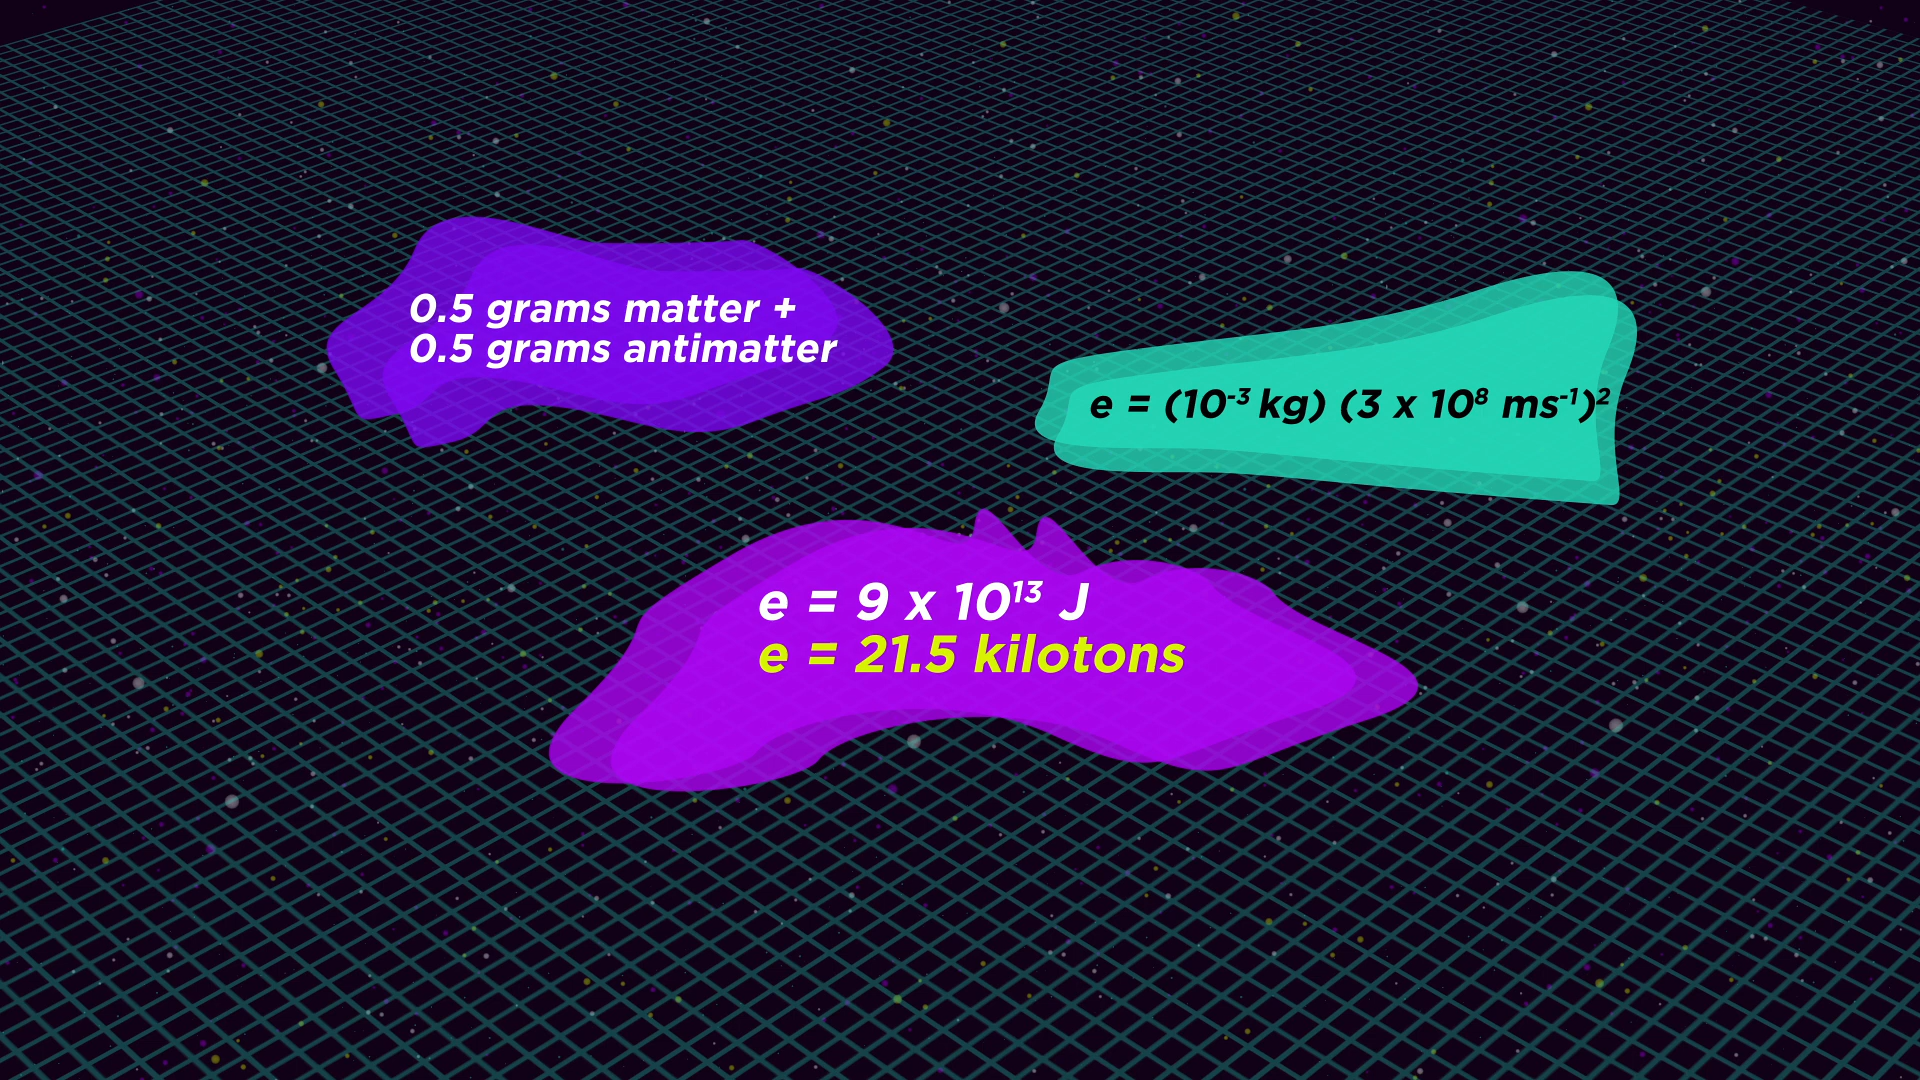 0.5 grams matter +
0.5 grams antimatter
e = (10⁻³ kg) (3 x 10⁸ ms⁻¹)²
e = 9 x 10¹³ J
e = 21.5 kilotons